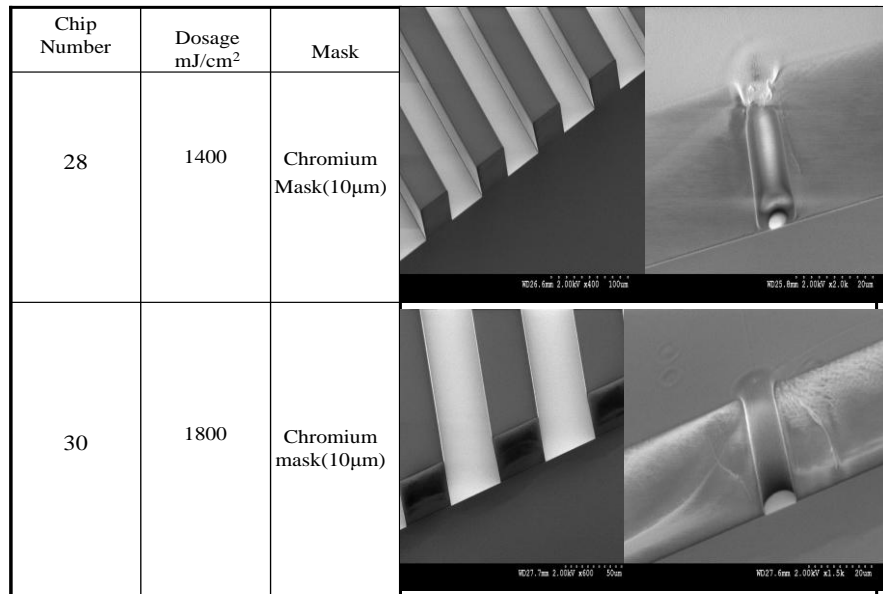 Chip
Number
Dosage
mJ/cm²
Mask
28
1400
Chromium
Mask(10μm)
WD26.6mm 2.00kV x400 100um
WD25.8mm 2.00kV x2.0k 20um
30
1800
Chromium
mask(10μm)
WD27.7mm 2.00kV x600 50um
WD27.6mm 2.00kV x1.5k 20um